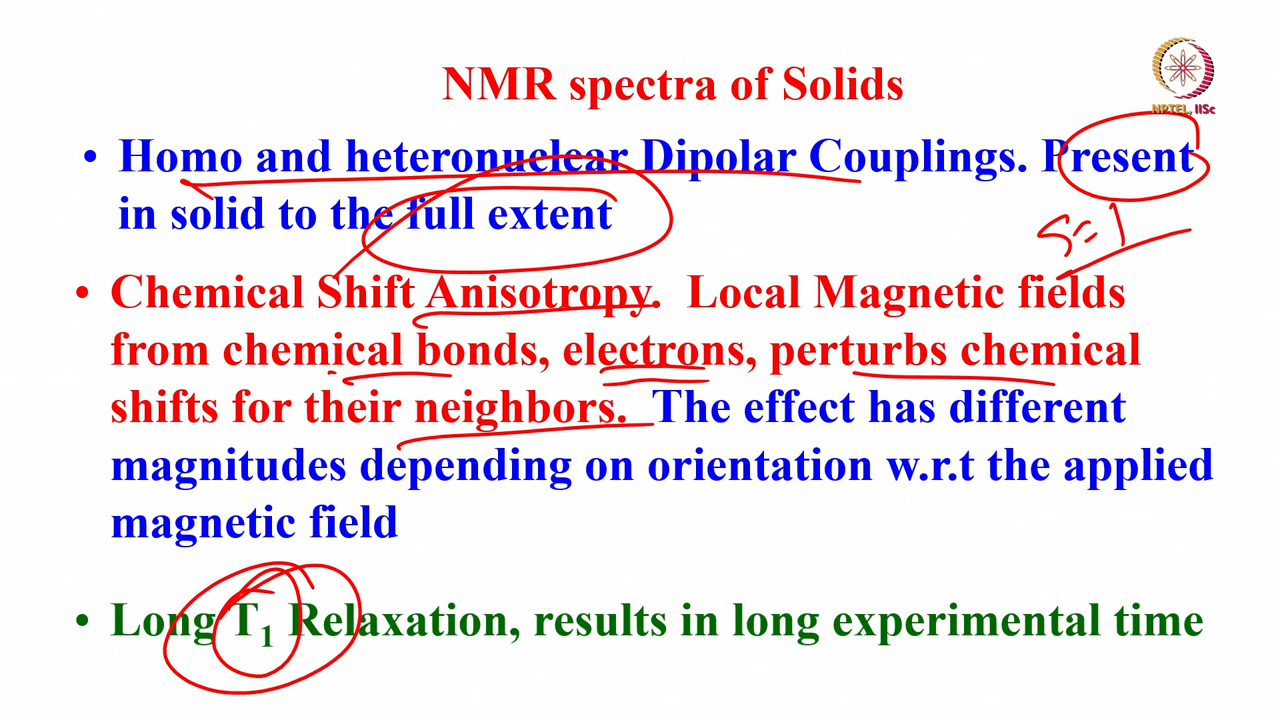 NMR spectra of Solids
NPTEL, IISc
• Homo and heteronuclear Dipolar Couplings. Present
in solid to the full extent
S=1
• Chemical Shift Anisotropy. Local Magnetic fields
from chemical bonds, electrons, perturbs chemical
shifts for their neighbors. The effect has different
magnitudes depending on orientation w.r.t the applied
magnetic field
• Long T₁ Relaxation, results in long experimental time